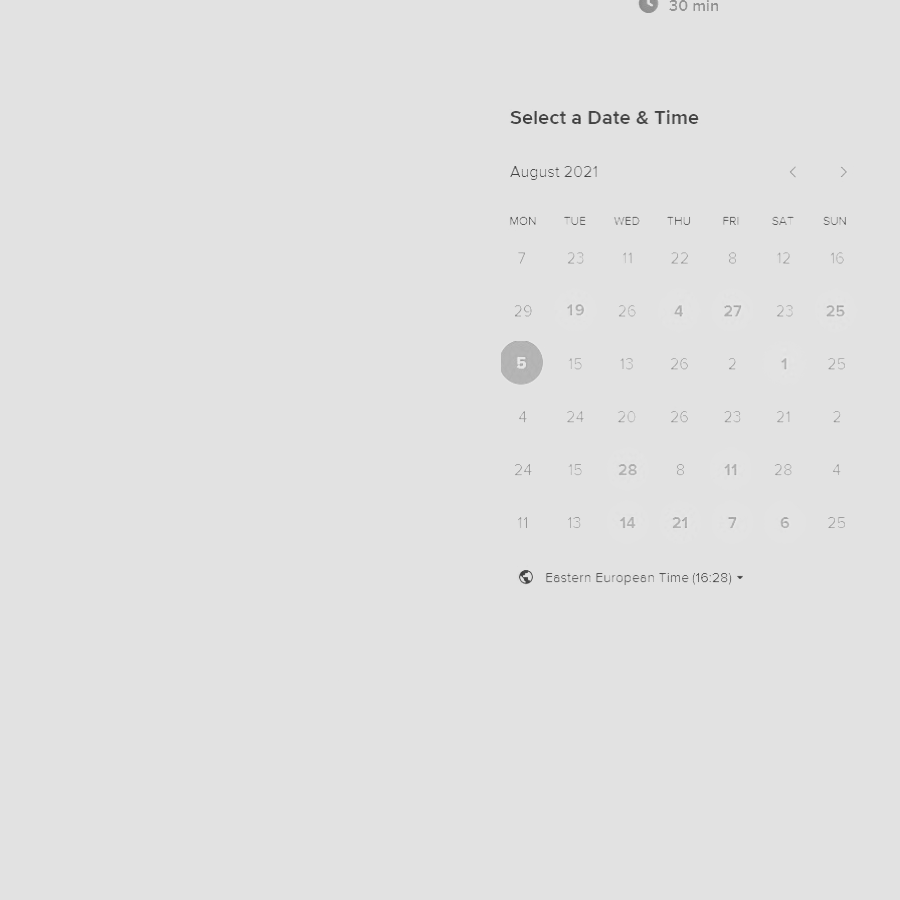 30 min
Select a Date & Time
August 2021
MON TUE WED THU FRI SAT SUN
7 23 11 22 8 12 16
29 19 26 4 27 23 25
5 15 13 26 2 1 25
4 24 20 26 23 21 2
24 15 28 8 11 28 4
11 13 14 21 7 6 25
Eastern European Time (16:28)